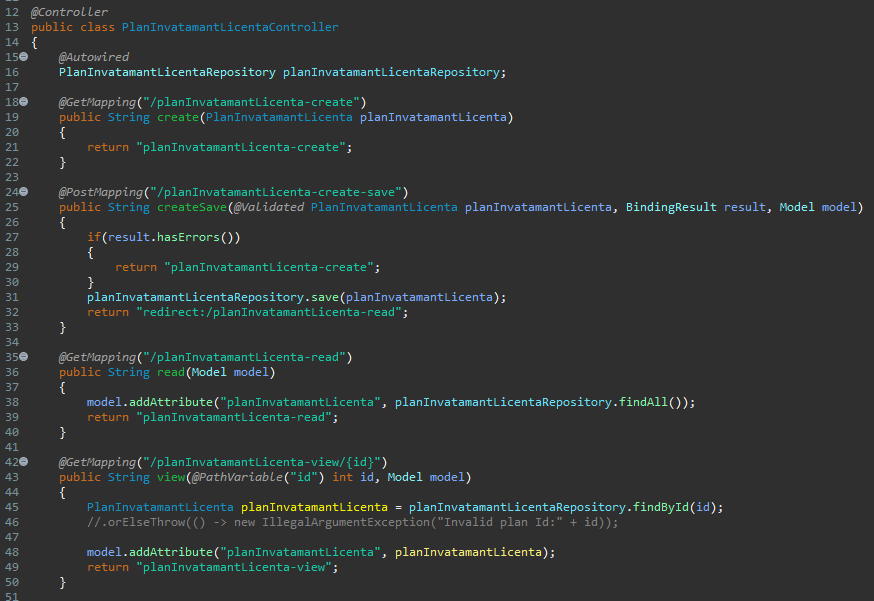 12 @Controller
13 public class PlanInvatamantLicentaController
14 {
15 @Autowired
16 PlanInvatamantLicentaRepository planInvatamantLicentaRepository;
17
18 @GetMapping("/planInvatamantLicenta-create")
19 public String create(PlanInvatamantLicenta planInvatamantLicenta)
20 {
21 return "planInvatamantLicenta-create";
22 }
23
24 @PostMapping("/planInvatamantLicenta-create-save")
25 public String createSave(@Validated PlanInvatamantLicenta planInvatamantLicenta, BindingResult result, Model model)
26 {
27 if(result.hasErrors())
28 {
29 return "planInvatamantLicenta-create";
30 }
31 planInvatamantLicentaRepository.save(planInvatamantLicenta);
32 return "redirect:/planInvatamantLicenta-read";
33 }
34
35 @GetMapping("/planInvatamantLicenta-read")
36 public String read(Model model)
37 {
38 model.addAttribute("planInvatamantLicenta", planInvatamantLicentaRepository.findAll());
39 return "planInvatamantLicenta-read";
40 }
41
42 @GetMapping("/planInvatamantLicenta-view/{id}")
43 public String view(@PathVariable("id") int id, Model model)
44 {
45 PlanInvatamantLicenta planInvatamantLicenta = planInvatamantLicentaRepository.findById(id);
46 //.orElseThrow(() -> new IllegalArgumentException("Invalid plan Id:" + id));
47
48 model.addAttribute("planInvatamantLicenta", planInvatamantLicenta);
49 return "planInvatamantLicenta-view";
50 }
51